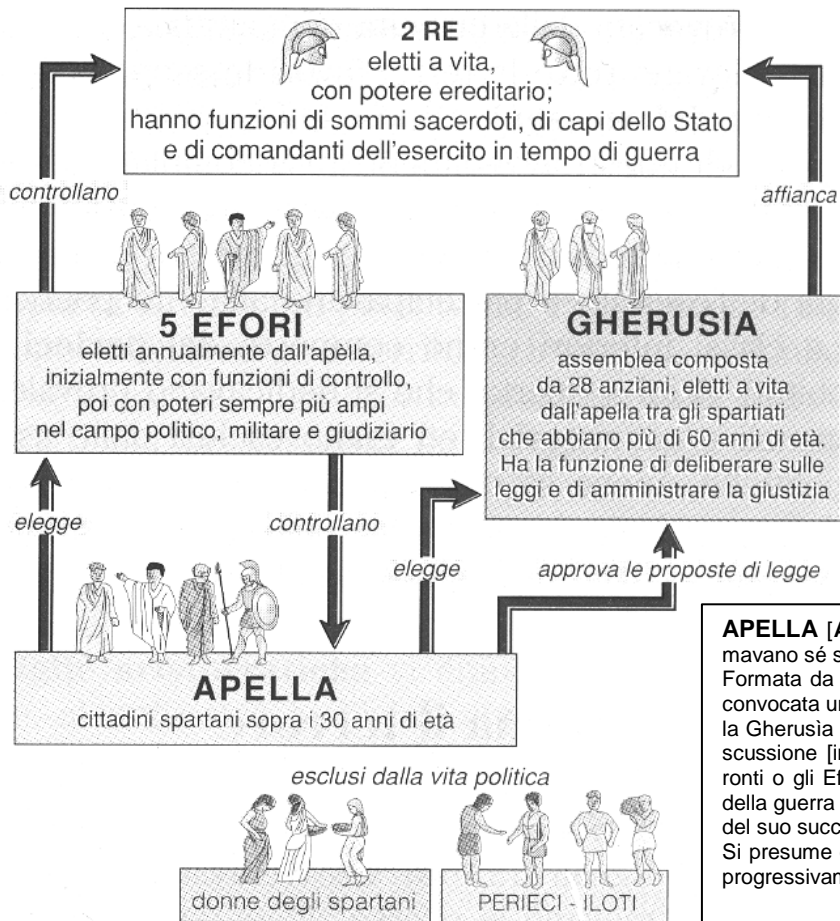 2 RE
eletti a vita,
con potere ereditario;
hanno funzioni di sommi sacerdoti, di capi dello Stato
e di comandanti dell'esercito in tempo di guerra
controllano
affianca
5 EFORI
eletti annualmente dall'apèlla,
inizialmente con funzioni di controllo,
poi con poteri sempre più ampi
nel campo politico, militare e giudiziario
GHERUSIA
assemblea composta
da 28 anziani, eletti a vita
dall'apella tra gli spartiati
che abbiano più di 60 anni di età.
Ha la funzione di deliberare sulle
leggi e di amministrare la giustizia
elegge
controllano
elegge
approva le proposte di legge
APELLA
cittadini spartani sopra i 30 anni di età
esclusi dalla vita politica
donne degli spartani
PERIECI - ILOTI
APELLA [
mavano sé s
Formata da
convocata
la Gherusìa
scussione
ronti o gli
della guerra
del suo
Si presume